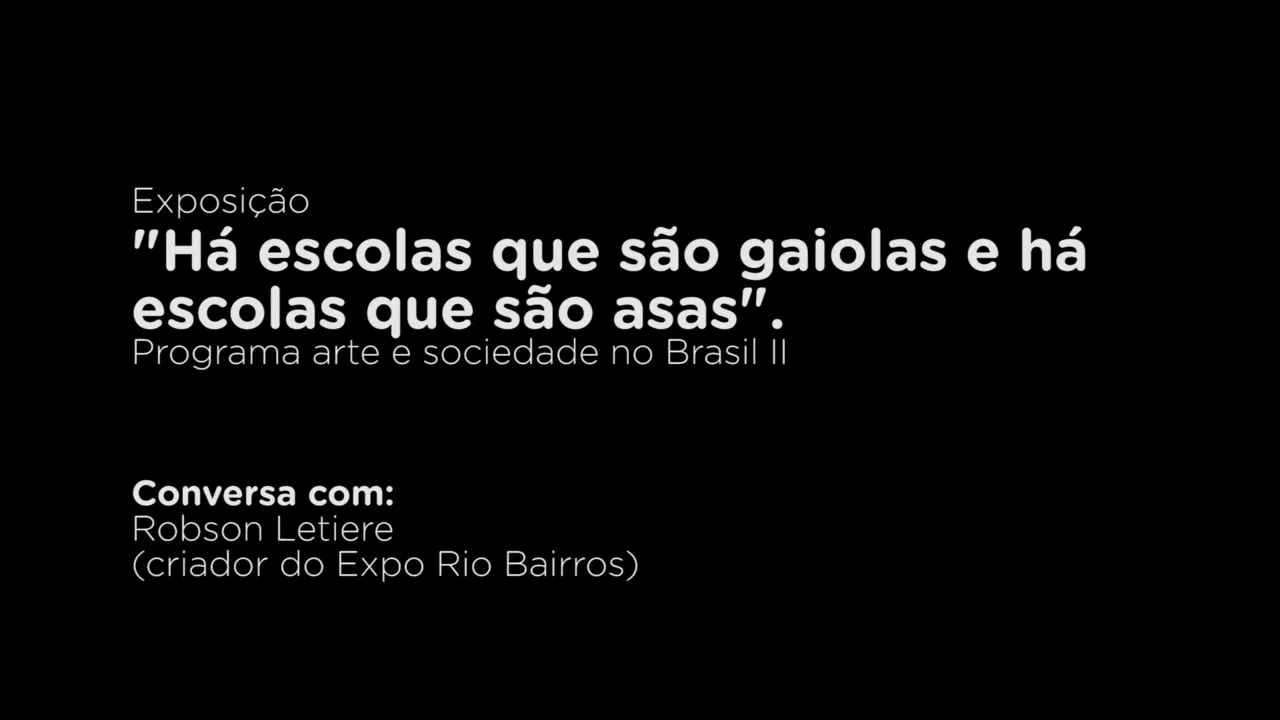 Exposição
"Há escolas que são gaiolas e há
escolas que são asas".
Programa arte e sociedade no Brasil II
Conversa com:
Robson Letiere
(criador do Expo Rio Bairros)